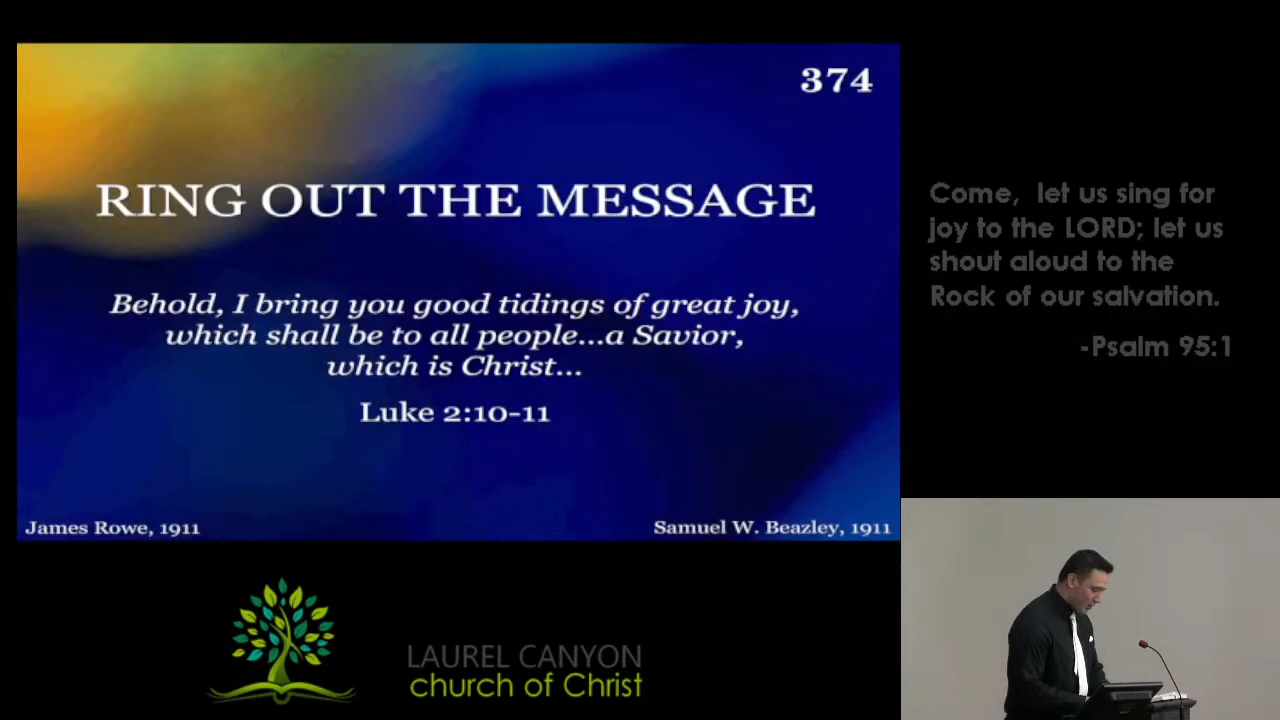 374
RING OUT THE MESSAGE
Behold, I bring you good tidings of great joy,
which shall be to all people...a Savior,
which is Christ...
Luke 2:10-11
James Rowe, 1911
Samuel W. Beazley, 1911
Come, let us sing for
joy to the LORD; let us
shout aloud to the
Rock of our salvation.
-Psalm 95:1
LAUREL CANYON
church of Christ